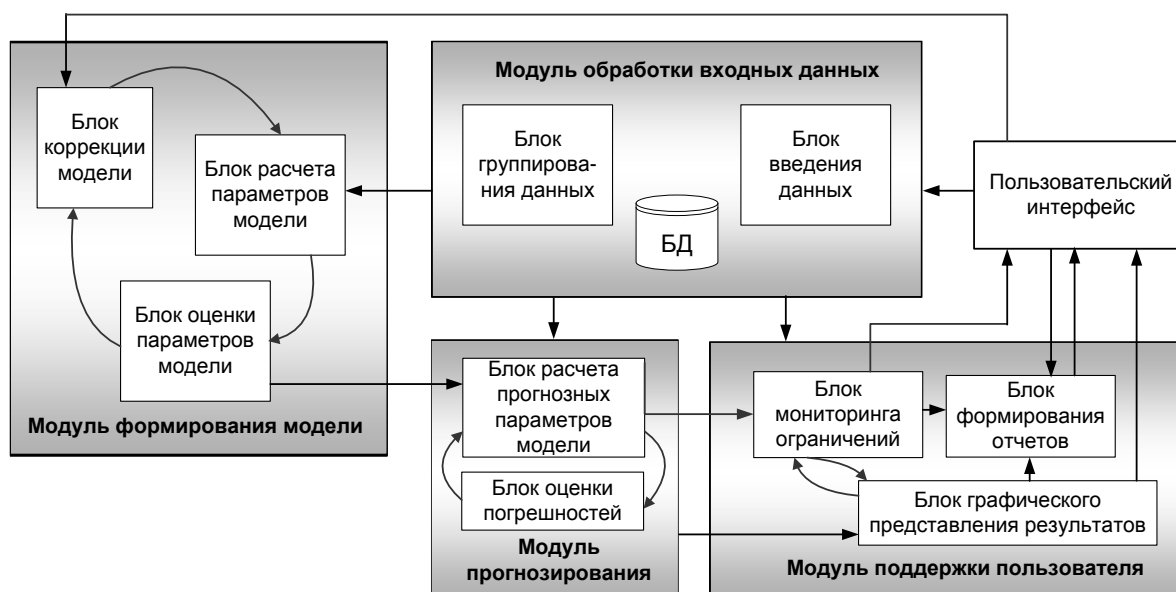 Блок
коррекции
модели
Блок расчета
параметров
модели
Блок оценки
параметров
модели
Модуль формирования модели
Модуль обработки входных данных
Блок
группирова-
ния данных
Блок
введения
данных
БД
Пользовательский
интерфейс
Блок расчета
прогнозных
параметров
модели
Блок оценки
погрешностей
Модуль
прогнозирования
Блок
мониторинга
ограничений
Блок
формирования
отчетов
Блок графического
представления результатов
Модуль поддержки пользователя